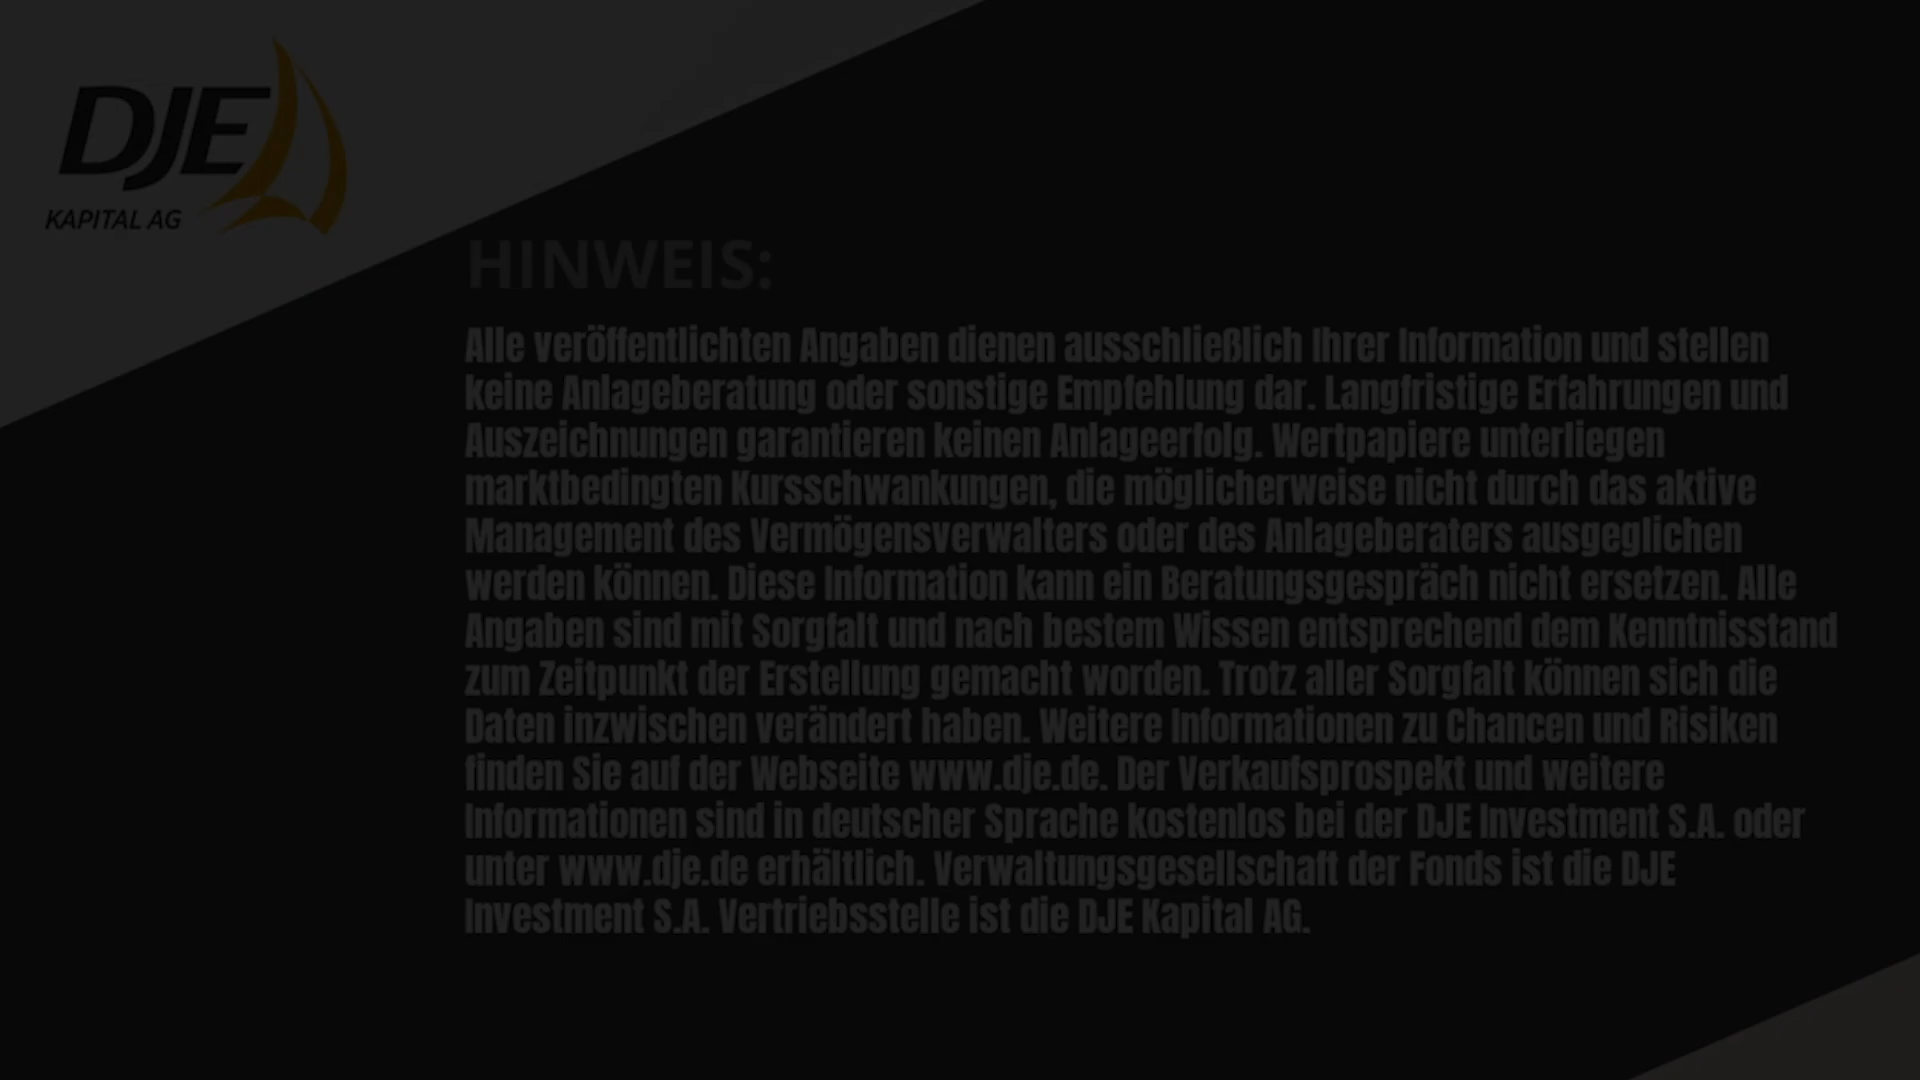 DJE
KAPITAL AG
HINWEIS:
Alle veröffentlichten Angaben dienen ausschließlich Ihrer Information und stellen
keine Anlageberatung oder sonstige Empfehlung dar. Langfristige Erfahrungen und
Auszeichnungen garantieren keinen Anlageerfolg. Wertpapiere unterliegen
marktbedingten Kursschwankungen, die möglicherweise nicht durch das aktive
Management des Vermögensverwalters oder des Anlageberaters ausgeglichen
werden können. Diese Information kann ein Beratungsgespräch nicht ersetzen. Alle
Angaben sind mit Sorgfalt und nach bestem Wissen entsprechend dem Kenntnisstand
zum Zeitpunkt der Erstellung gemacht worden. Trotz aller Sorgfalt können sich die
Daten inzwischen verändert haben. Weitere Informationen zu Chancen und Risiken
finden Sie auf der Webseite www.dje.de. Der Verkaufsprospekt und weitere
Informationen sind in deutscher Sprache kostenlos bei der DJE Investment S.A. oder
unter www.dje.de erhältlich. Verwaltungsgesellschaft der Fonds ist die DJE
Investment S.A. Vertriebsstelle ist die DJE Kapital AG.